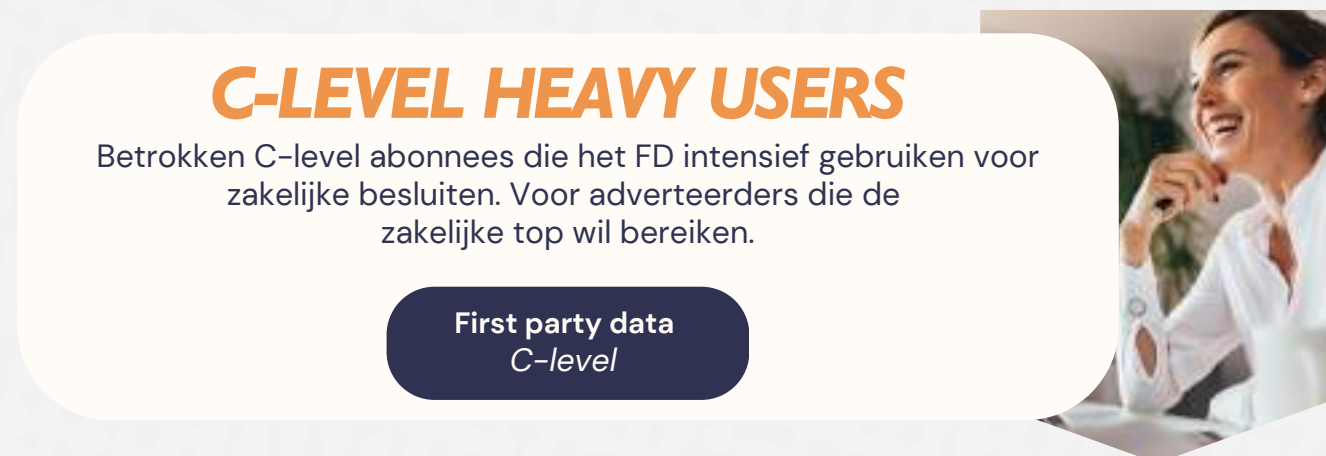 C-LEVEL HEAVY USERS
Betrokken C-level abonnees die het FD intensief gebruiken voor
zakelijke besluiten. Voor adverteerders die de
zakelijke top wil bereiken.
First party data
C-level